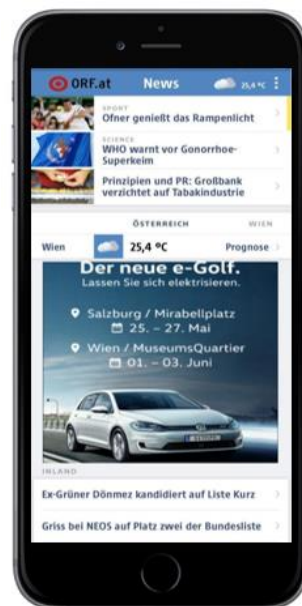 ORF.at News 25,4 °C
SPORT
Ofner genießt das Rampenlicht
SCIENCE
WHO warnt vor Gonorrhoe-
Superkeim
Prinzipien und PR: Großbank
verzichtet auf Tabakindustrie
ÖSTERREICH WIEN
Wien 25,4 °C Prognose
Der neue e-Golf.
Lassen Sie sich elektrisieren.
Salzburg / Mirabellplatz
25. – 27. Mai
Wien / MuseumsQuartier
01. – 03. Juni
INLAND
Ex-Grüner Dönmez kandidiert auf Liste Kurz
Griss bei NEOS auf Platz zwei der Bundesliste